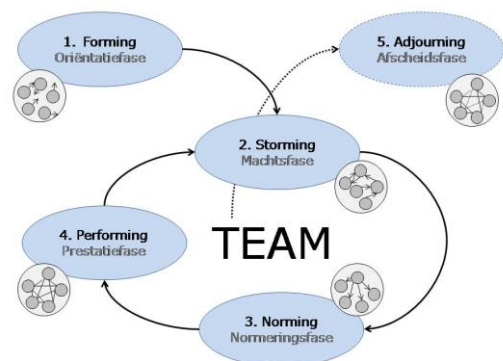 1. Forming
Oriëntatiefase
5. Adjourning
Afscheidsfase
2. Storming
Machtsfase
4. Performing
Prestatiefase
TEAM
3. Norming
Normeringsfase